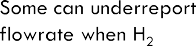 Some can underreport
flowrate when H₂